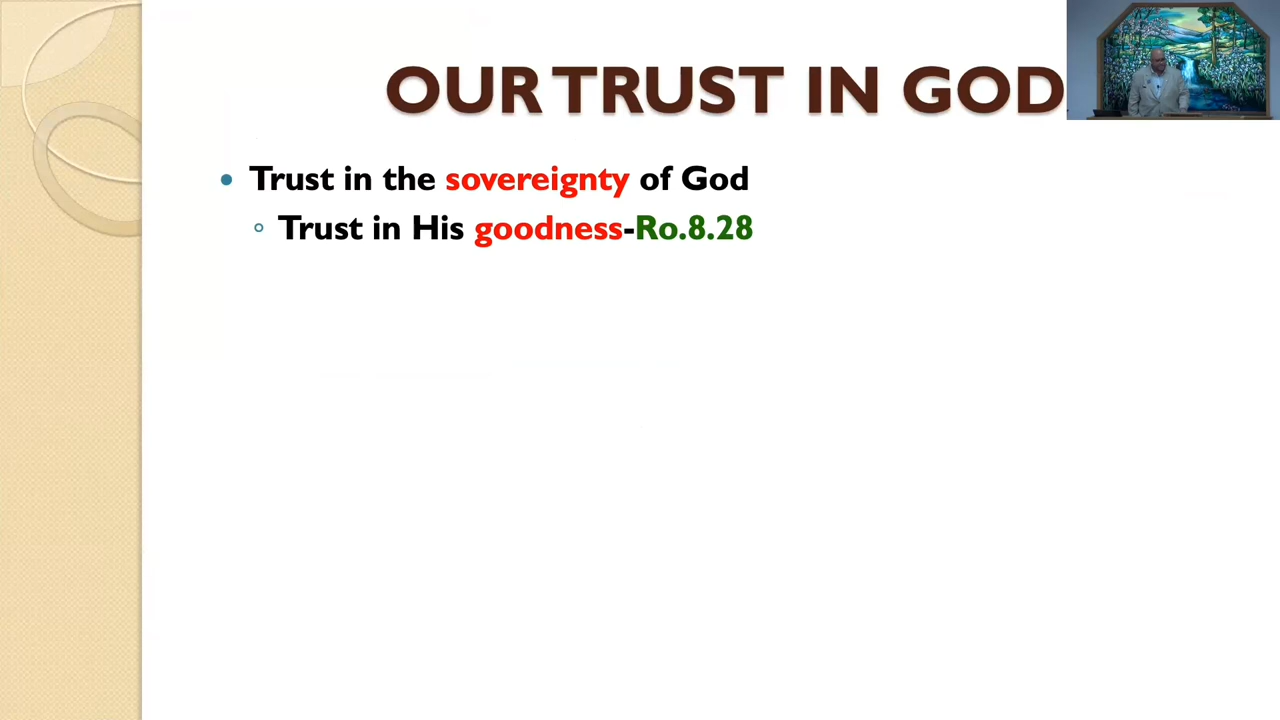 OUR TRUST IN GOD
• Trust in the sovereignty of God
◦ Trust in His goodness-Ro.8.28